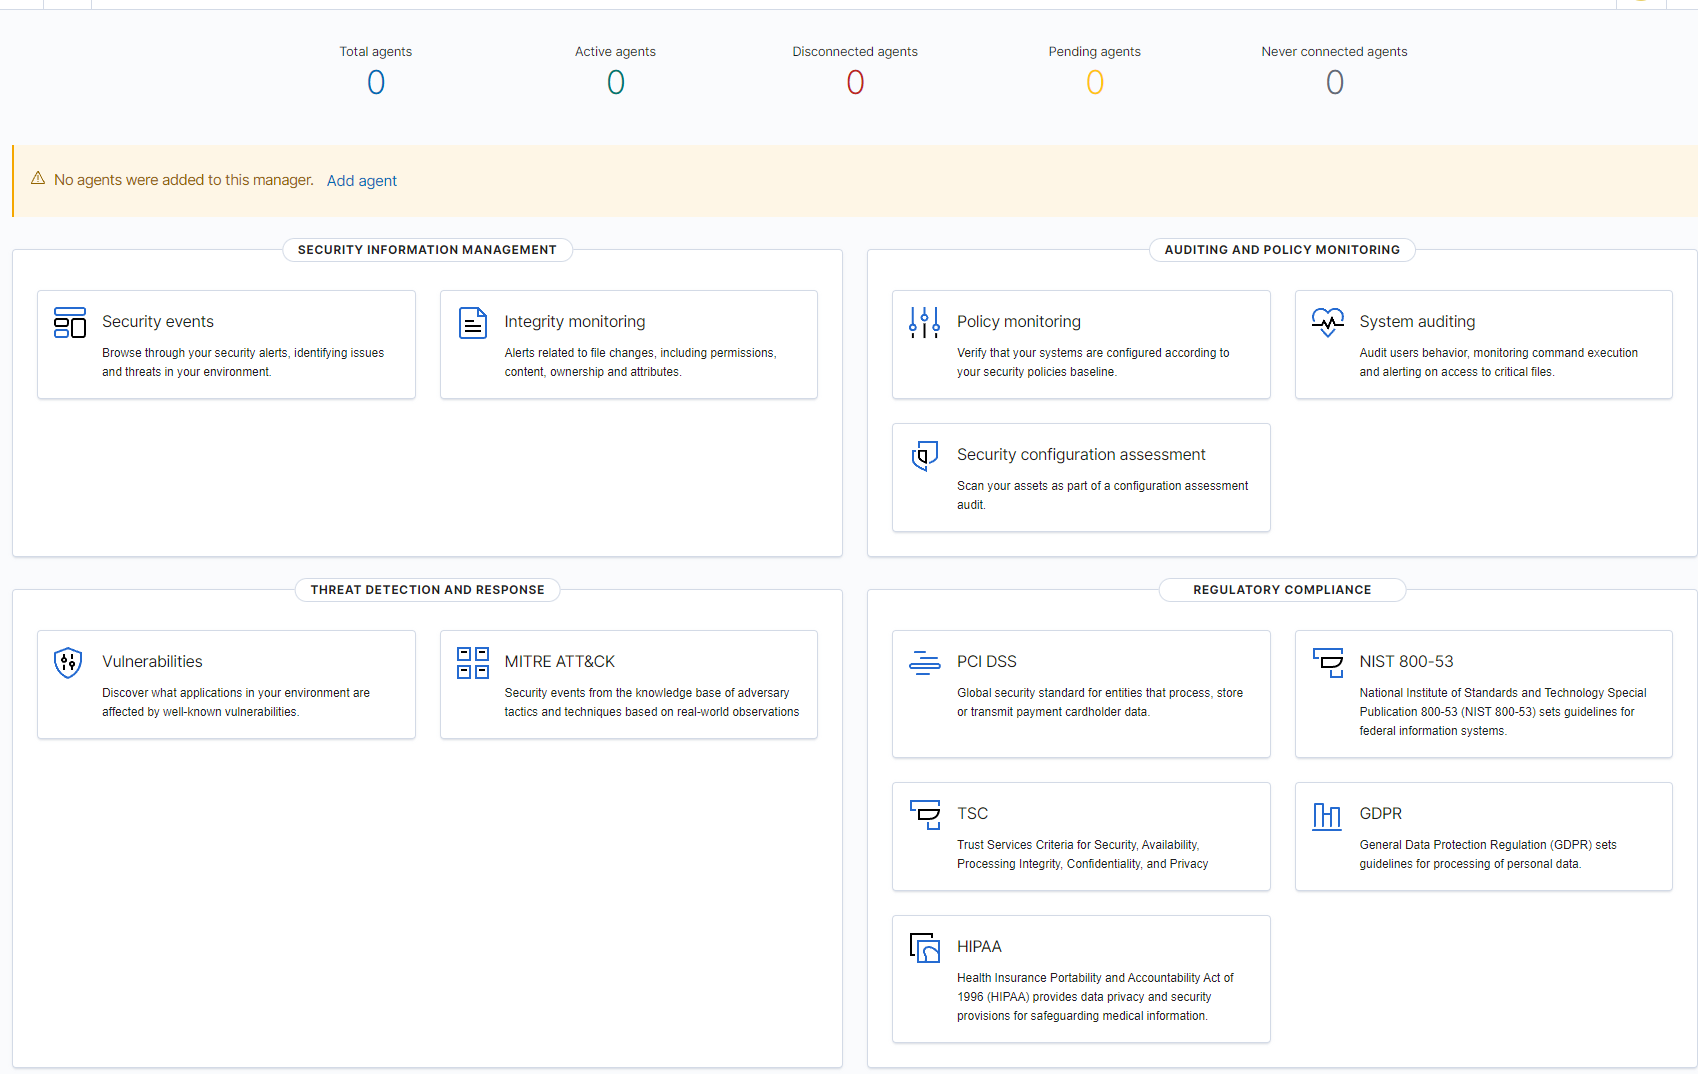 Total agents
0
Active agents
0
Disconnected agents
0
Pending agents
0
Never connected agents
0
No agents were added to this manager. Add agent
SECURITY INFORMATION MANAGEMENT
Security events
Browse through your security alerts, identifying issues
and threats in your environment.
Integrity monitoring
Alerts related to file changes, including permissions,
content, ownership and attributes.
AUDITING AND POLICY MONITORING
Policy monitoring
Verify that your systems are configured according to
your security policies baseline.
System auditing
Audit users behavior, monitoring command execution
and alerting on access to critical files.
Security configuration assessment
Scan your assets as part of a configuration assessment
audit.
THREAT DETECTION AND RESPONSE
Vulnerabilities
Discover what applications in your environment are
affected by well-known vulnerabilities.
MITRE ATT&CK
Security events from the knowledge base of adversary
tactics and techniques based on real-world observations
REGULATORY COMPLIANCE
PCI DSS
Global security standard for entities that process, store
or transmit payment cardholder data.
NIST 800-53
National Institute of Standards and Technology Special
Publication 800-53 (NIST 800-53) sets guidelines for
federal information systems.
TSC
Trust Services Criteria for Security, Availability,
Processing Integrity, Confidentiality, and Privacy
GDPR
General Data Protection Regulation (GDPR) sets
guidelines for processing of personal data.
HIPAA
Health Insurance Portability and Accountability Act of
1996 (HIPAA) provides data privacy and security
provisions for safeguarding medical information.